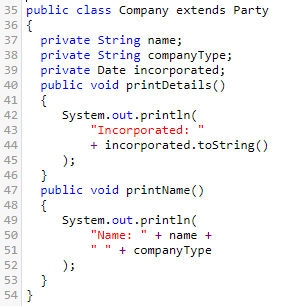 35 public class Company extends Party
36 {
37   private String name;
38   private String companyType;
39   private Date incorporated;
40   public void printDetails()
41   {
42     System.out.println(
43         "Incorporated: "
44         + incorporated.toString()
45     );
46   }
47   public void printName()
48   {
49     System.out.println(
50         "Name: " + name +
51         " " + companyType
52     );
53   }
54 }